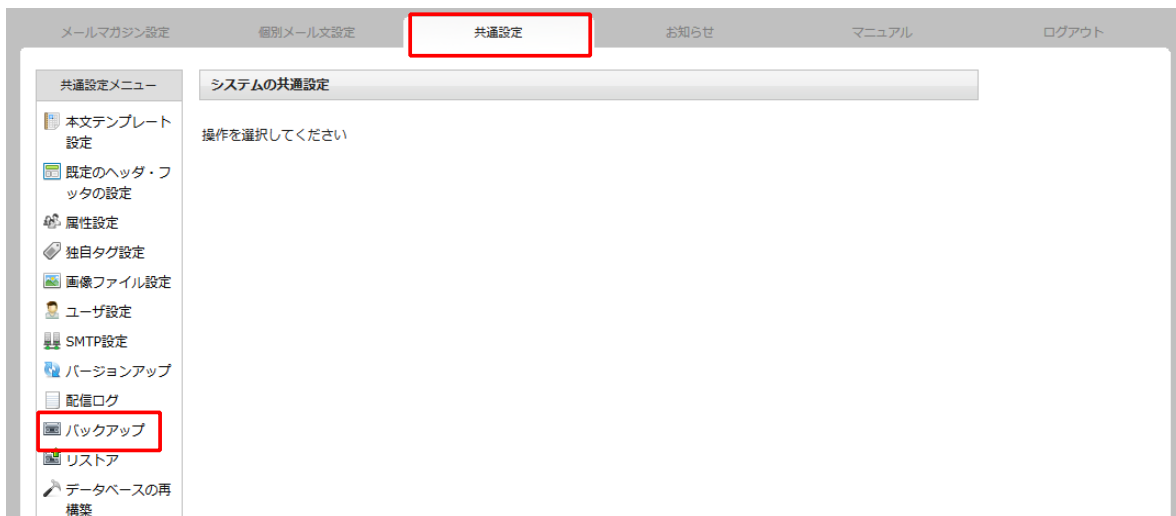 メールマガジン設定
個別メール文設定
共通設定
お知らせ
マニュアル
ログアウト
共通設定メニュー
システムの共通設定
操作を選択してください
本文テンプレート
設定
既定のヘッダ・フ
ッタの設定
属性設定
独自タグ設定
画像ファイル設定
ユーザ設定
SMTP設定
バージョンアップ
配信ログ
バックアップ
リストア
データベースの再
構築